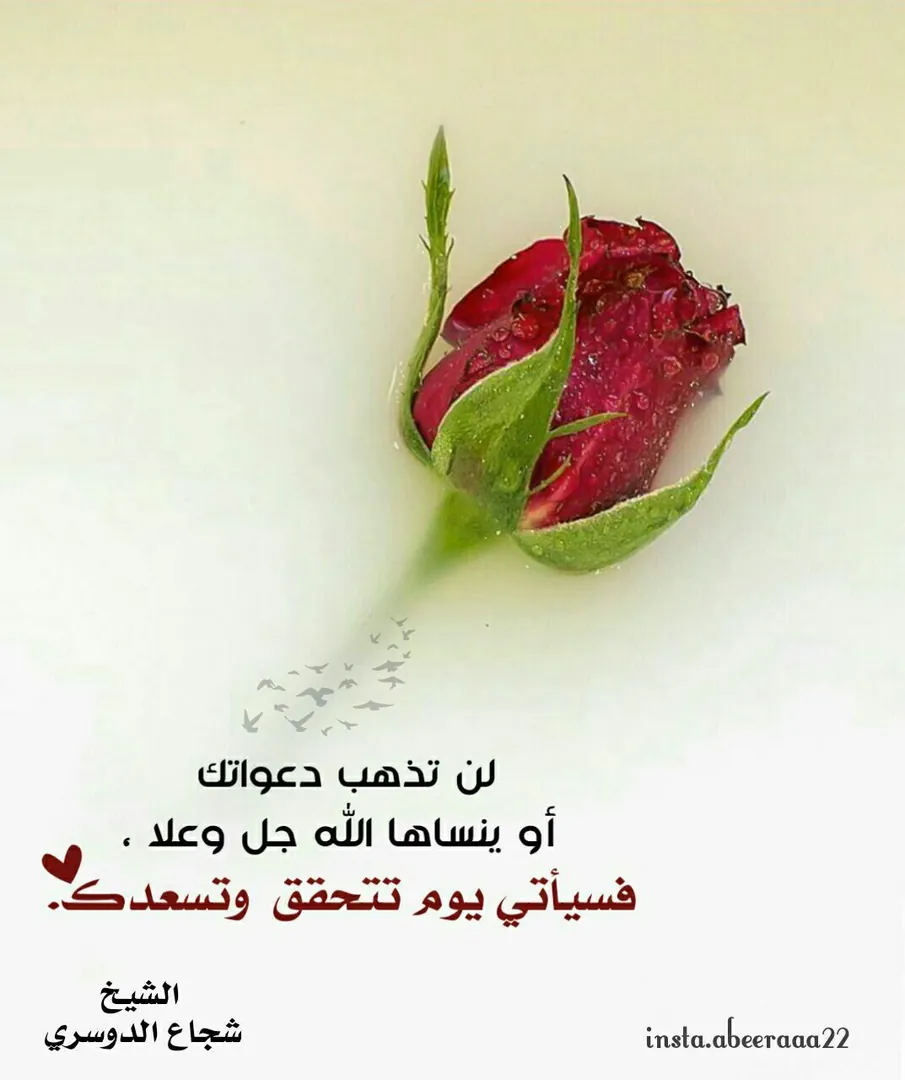 لن تذهب دعواتك
أو ينساها الله جل وعلا ،
فسيأتي يوم تتحقق وتسعدك.
الشيخ
شجاع الدوسري
insta.abeeraaa22